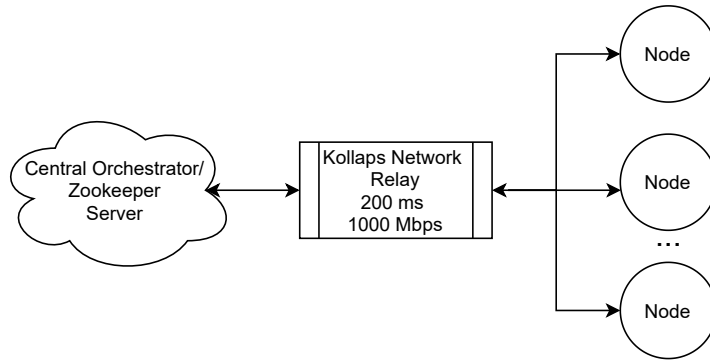 Central Orchestrator/
Zookeeper
Server
Kollaps Network
Relay
200 ms
1000 Mbps
Node
Node
...
Node